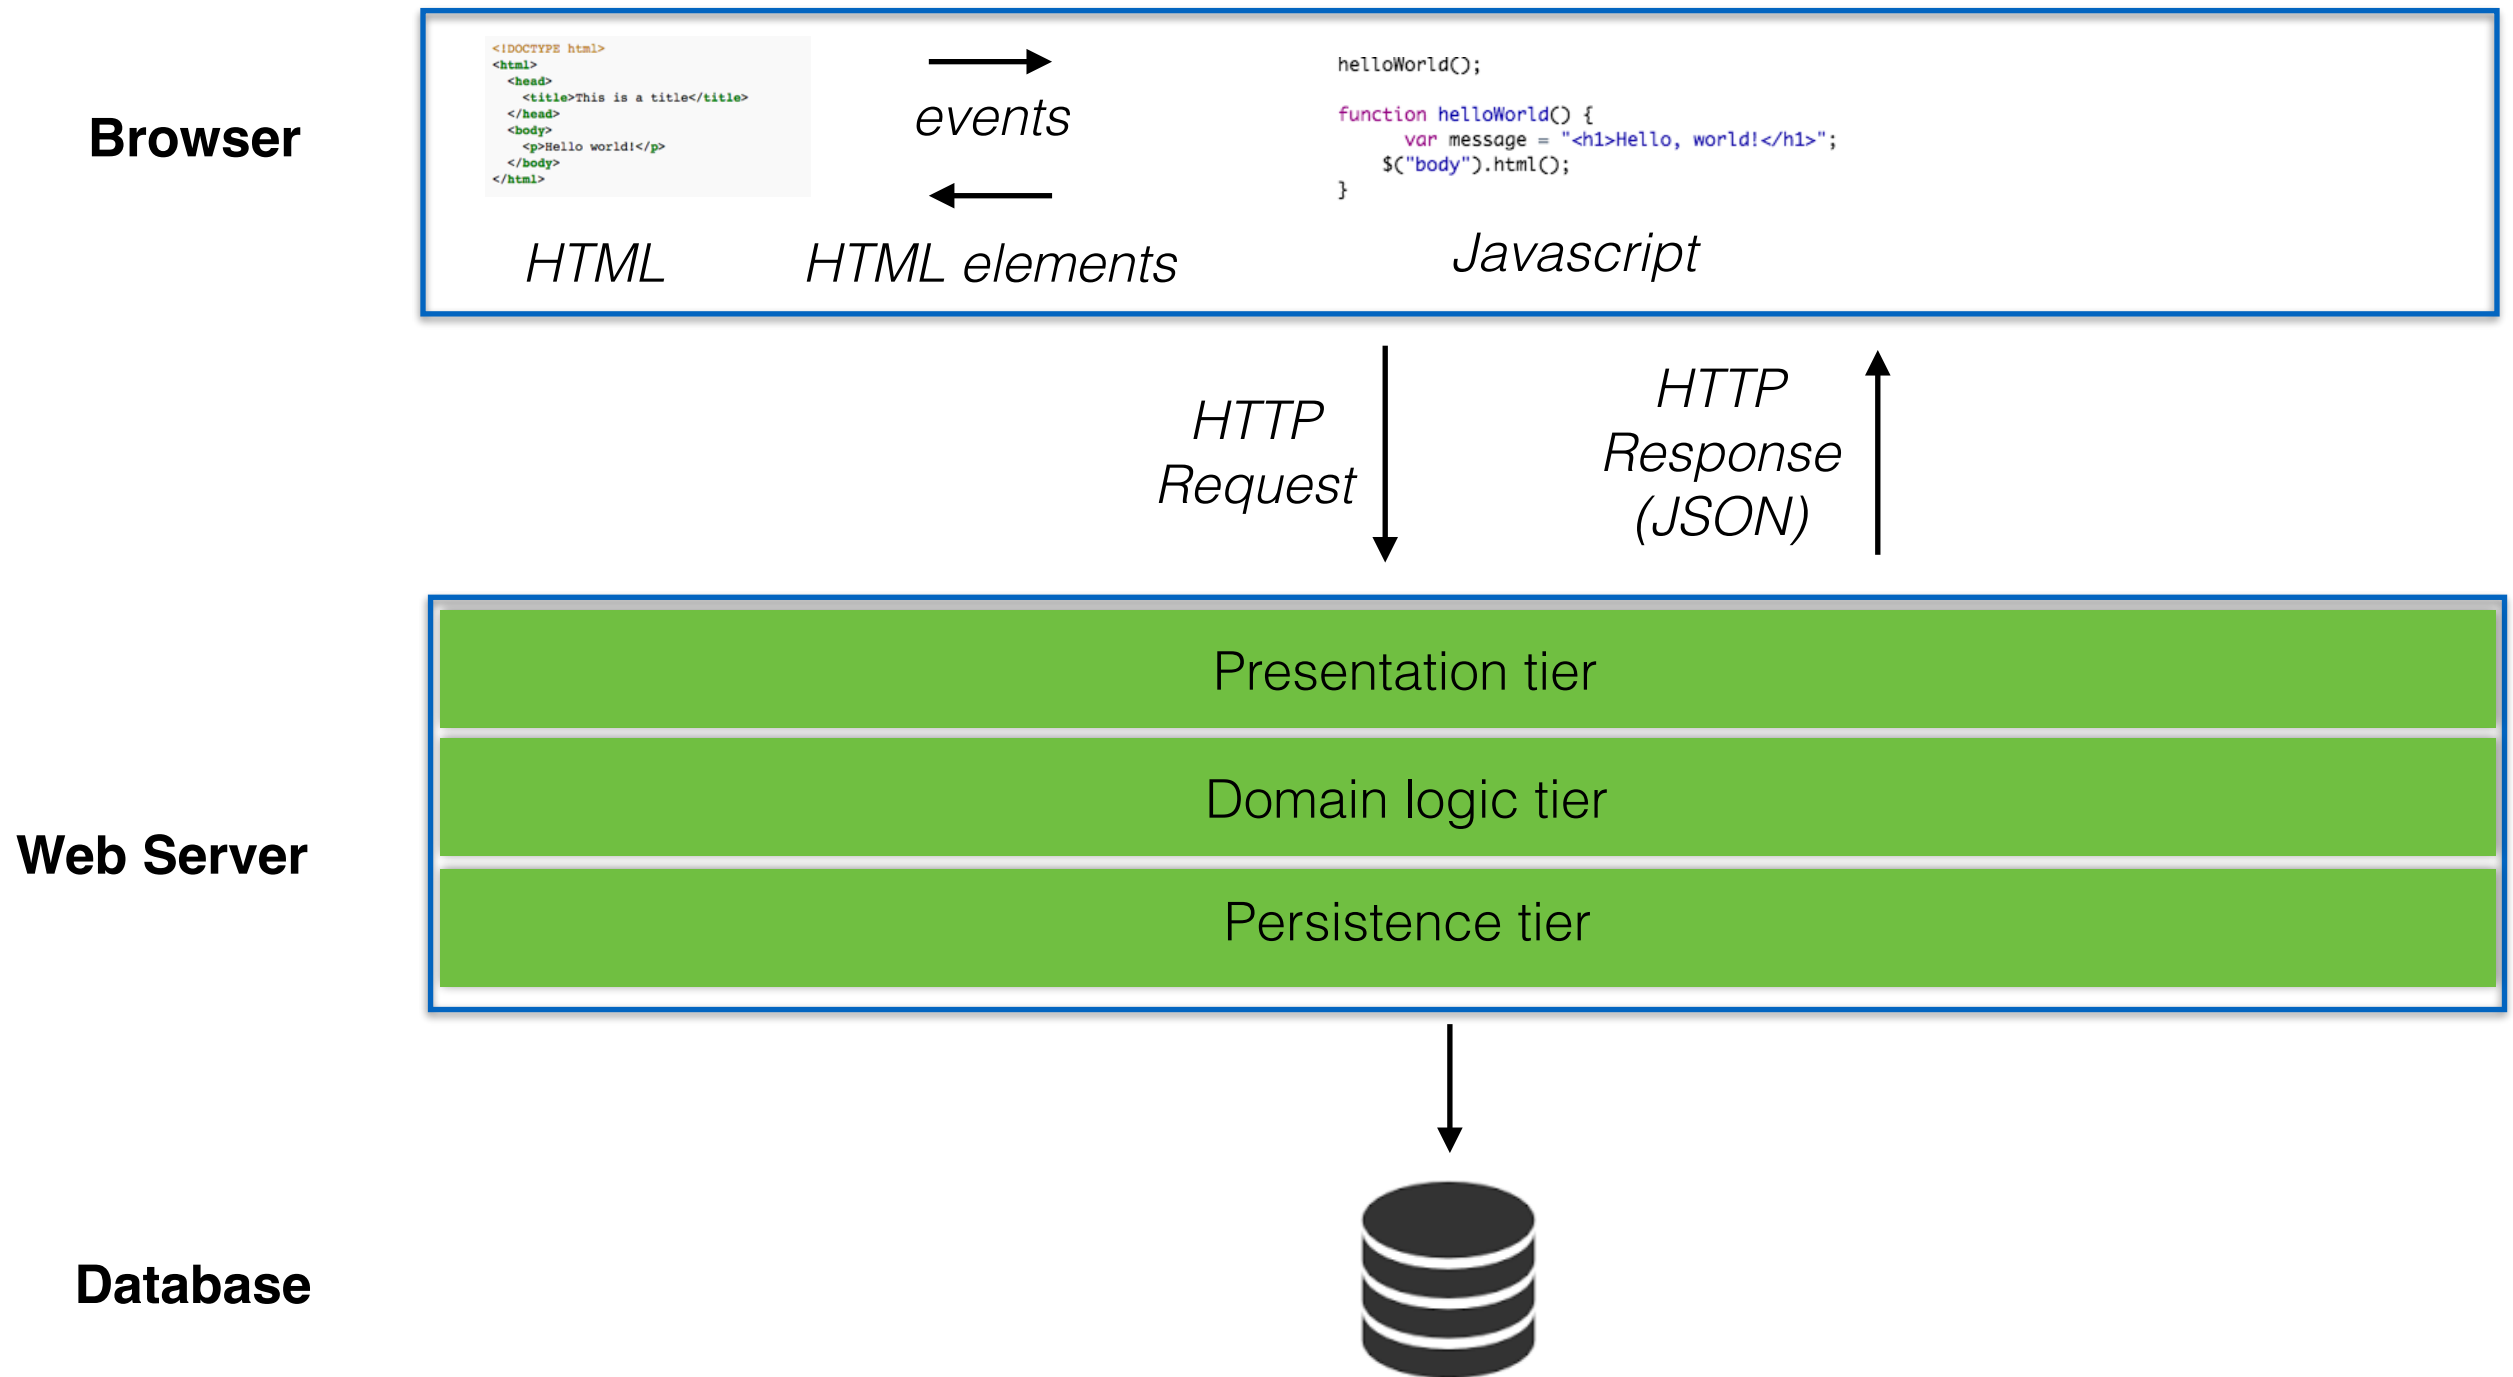 Browser
<!DOCTYPE html>
<html>
  <head>
    <title>This is a title</title>
  </head>
  <body>
    <p>Hello world!</p>
  </body>
</html>
HTML
events
HTML elements
helloWorld();
function helloWorld() {
      var message = "<h1>Hello, world!</h1>";
    $("body").html();
}
Javascript
HTTP
Request
HTTP
Response
(JSON)
Web Server
Presentation tier
Domain logic tier
Persistence tier
Database